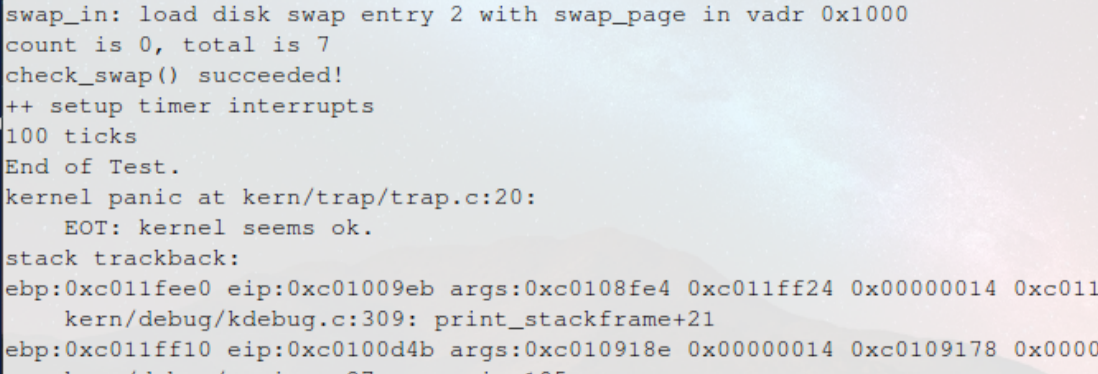 swap_in: load disk swap entry 2 with swap_page in vadr 0x1000
count is 0, total is 7
check_swap() succeeded!
++ setup timer interrupts
100 ticks
End of Test.
kernel panic at kern/trap/trap.c:20:
    EOT: kernel seems ok.
stack trackback:
ebp:0xc011fee0 eip:0xc01009eb args:0xc0108fe4 0xc011ff24 0x00000014 0xc011
    kern/debug/kdebug.c:309: print_stackframe+21
ebp:0xc011ff10 eip:0xc0100d4b args:0xc010918e 0x00000014 0xc0109178 0x0000